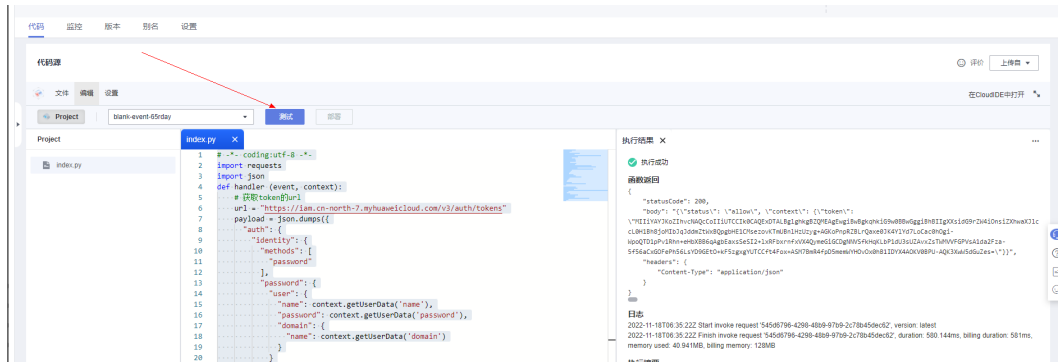 代码 监控 版本 别名 设置
代码源
评价 上传自
文件 编辑 设置
在CloudIDE中打开
Project blank-event-65rday 测试 部署
Project
index.py
index.py ×
1 # -*- coding:utf-8 -*-
2 import requests
3 import json
4 def handler (event, context):
5 # 获取token的url
6 url = "https://iam.cn-north-7.myhuaweicloud.com/v3/auth/tokens"
7 payload = json.dumps({
8 "auth": {
9 "identity": {
10 "methods": [
11 "password"
12 ],
13 "password": {
14 "user": {
15 "name": context.getUserData('name'),
16 "password": context.getUserData('password'),
17 "domain": {
18 "name": context.getUserData('domain')
19 }
20 }
执行结果 ×
执行成功
函数返回
{
"statusCode": 200,
"body": "{\"status\": \"allow\", \"context\": {\"token\":
"headers": {
"Content-Type": "application/json"
}
}
日志
2022-11-18T06:35:22Z Start invoke request '545d6796-4298-48b9-97b9-2c78b45dec62', version: latest
2022-11-18T06:35:22Z Finish invoke request '545d6796-4298-48b9-97b9-2c78b45dec62', duration: 580.144ms, billing duration: 581ms,
memory used: 40.941MB, billing memory: 128MB